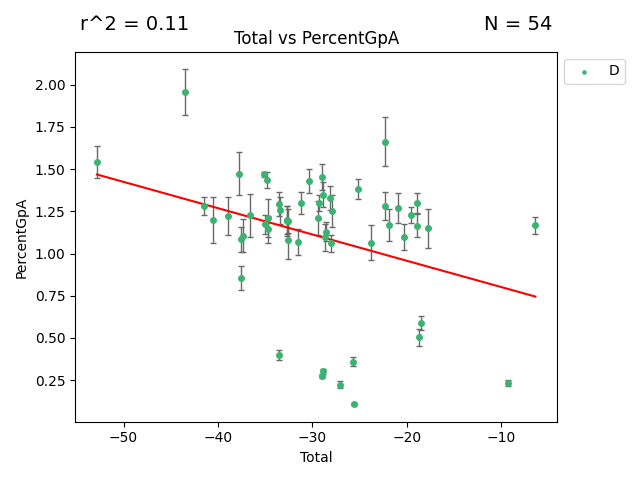 r^2 = 0.11
N = 54
Total vs PercentGpA
D
PercentGpA
2.00
1.75
1.50
1.25
1.00
0.75
0.50
0.25
−50
−40
−30
−20
−10
Total